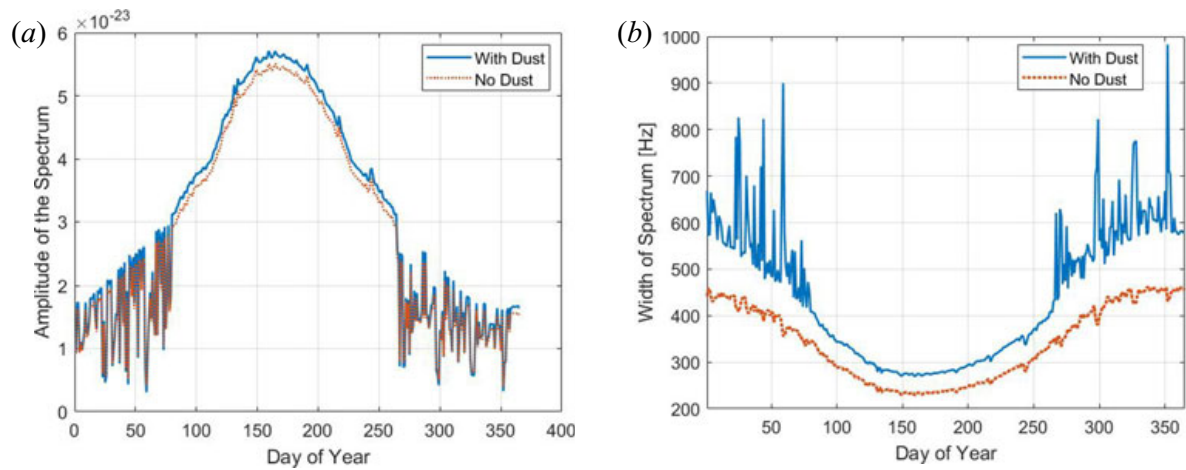 (a)
×10⁻²³
6
5
4
3
2
1
0
Amplitude of the Spectrum
With Dust
No Dust
0 50 100 150 200 250 300 350 400
Day of Year
(b)
1000
900
800
700
600
500
400
300
200
Width of Spectrum [Hz]
With Dust
No Dust
50 100 150 200 250 300 350
Day of Year